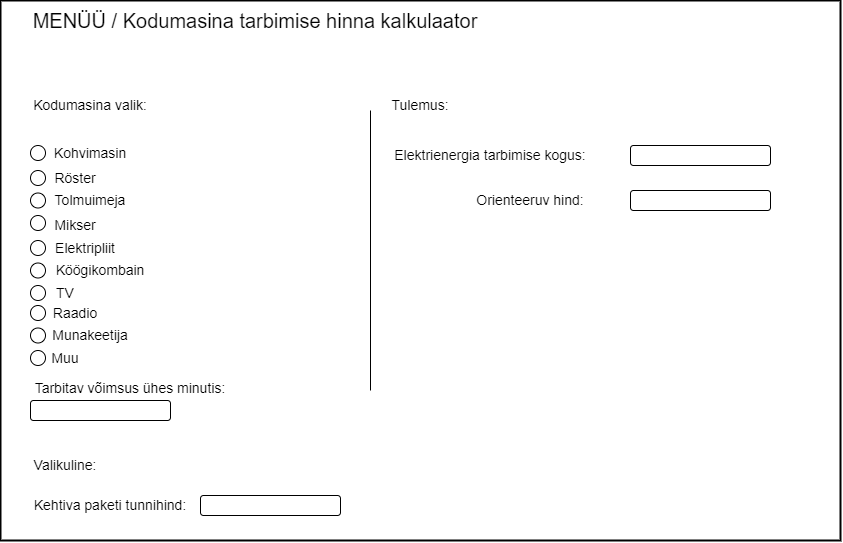 MENÜÜ / Kodumasina tarbimise hinna kalkulaator
Kodumasina valik:
Kohvimasin
Röster
Tolmuimeja
Mikser
Elektripliit
Köögikombain
TV
Raadio
Munakeetija
Muu
Tarbitav võimsus ühes minutis:
Valikuline:
Kehtiva paketi tunnihind:
Tulemus:
Elektrienergia tarbimise kogus:
Orienteeruv hind: